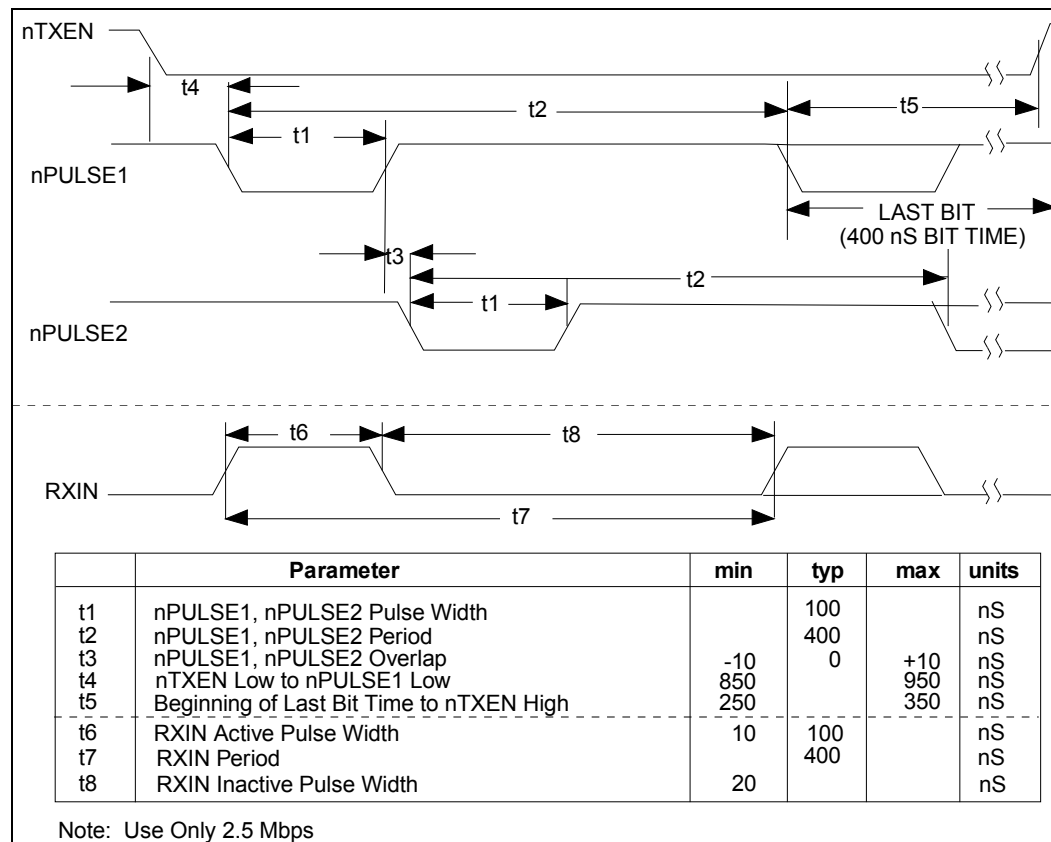 nTXEN
t4
t2
t5
t1
nPULSE1
LAST BIT
(400 nS BIT TIME)
t3
t2
t1
nPULSE2
t6
t8
RXIN
t7
Parameter min typ max units
t1 nPULSE1, nPULSE2 Pulse Width 100 nS
t2 nPULSE1, nPULSE2 Period 400 nS
t3 nPULSE1, nPULSE2 Overlap -10 0 +10 nS
t4 nTXEN Low to nPULSE1 Low 850 950 nS
t5 Beginning of Last Bit Time to nTXEN High 250 350 nS
t6 RXIN Active Pulse Width 10 100 nS
t7 RXIN Period 400 nS
t8 RXIN Inactive Pulse Width 20 nS
Note: Use Only 2.5 Mbps